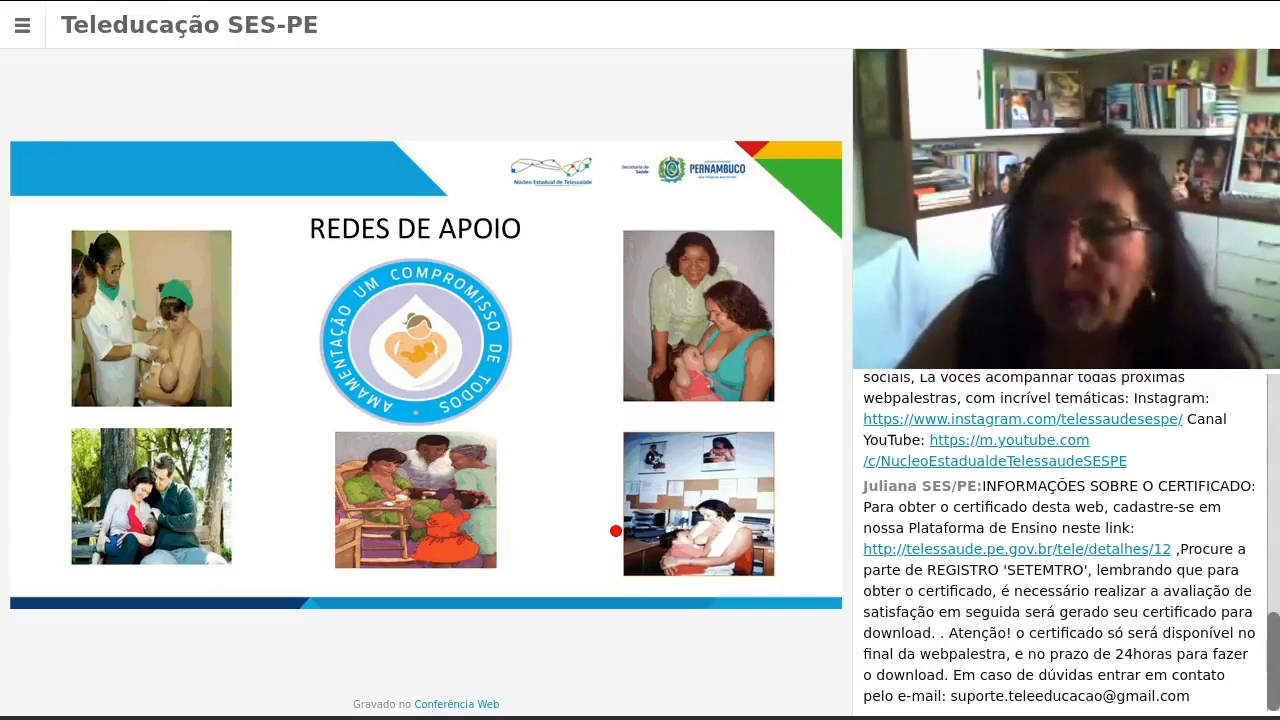 Teleducação SES-PE
Núcleo Estadual de Telessaúde
Secretaria de
Saúde
PERNAMBUCO
REDES DE APOIO
AMAMENTAÇÃO UM COMPROMISSO DE TODOS
Gravado no Conferência Web
sociais, Lá vocês acompanhar todas próximas
webpalestras, com incrível temáticas: Instagram:
https://www.instagram.com/telessaudesespe/ Canal
YouTube: https://m.youtube.com
/c/NucleoEstadualdeTelessaudeSESPE
Juliana SES/PE:INFORMAÇÕES SOBRE O CERTIFICADO:
Para obter o certificado desta web, cadastre-se em
nossa Plataforma de Ensino neste link:
http://telessaude.pe.gov.br/tele/detalhes/12 ,Procure a
parte de REGISTRO 'SETEMTRO', lembrando que para
obter o certificado, é necessário realizar a avaliação de
satisfação em seguida será gerado seu certificado para
download. . Atenção! o certificado só será disponível no
final da webpalestra, e no prazo de 24horas para fazer
o download. Em caso de dúvidas entrar em contato
pelo e-mail: suporte.teleeducacao@gmail.com